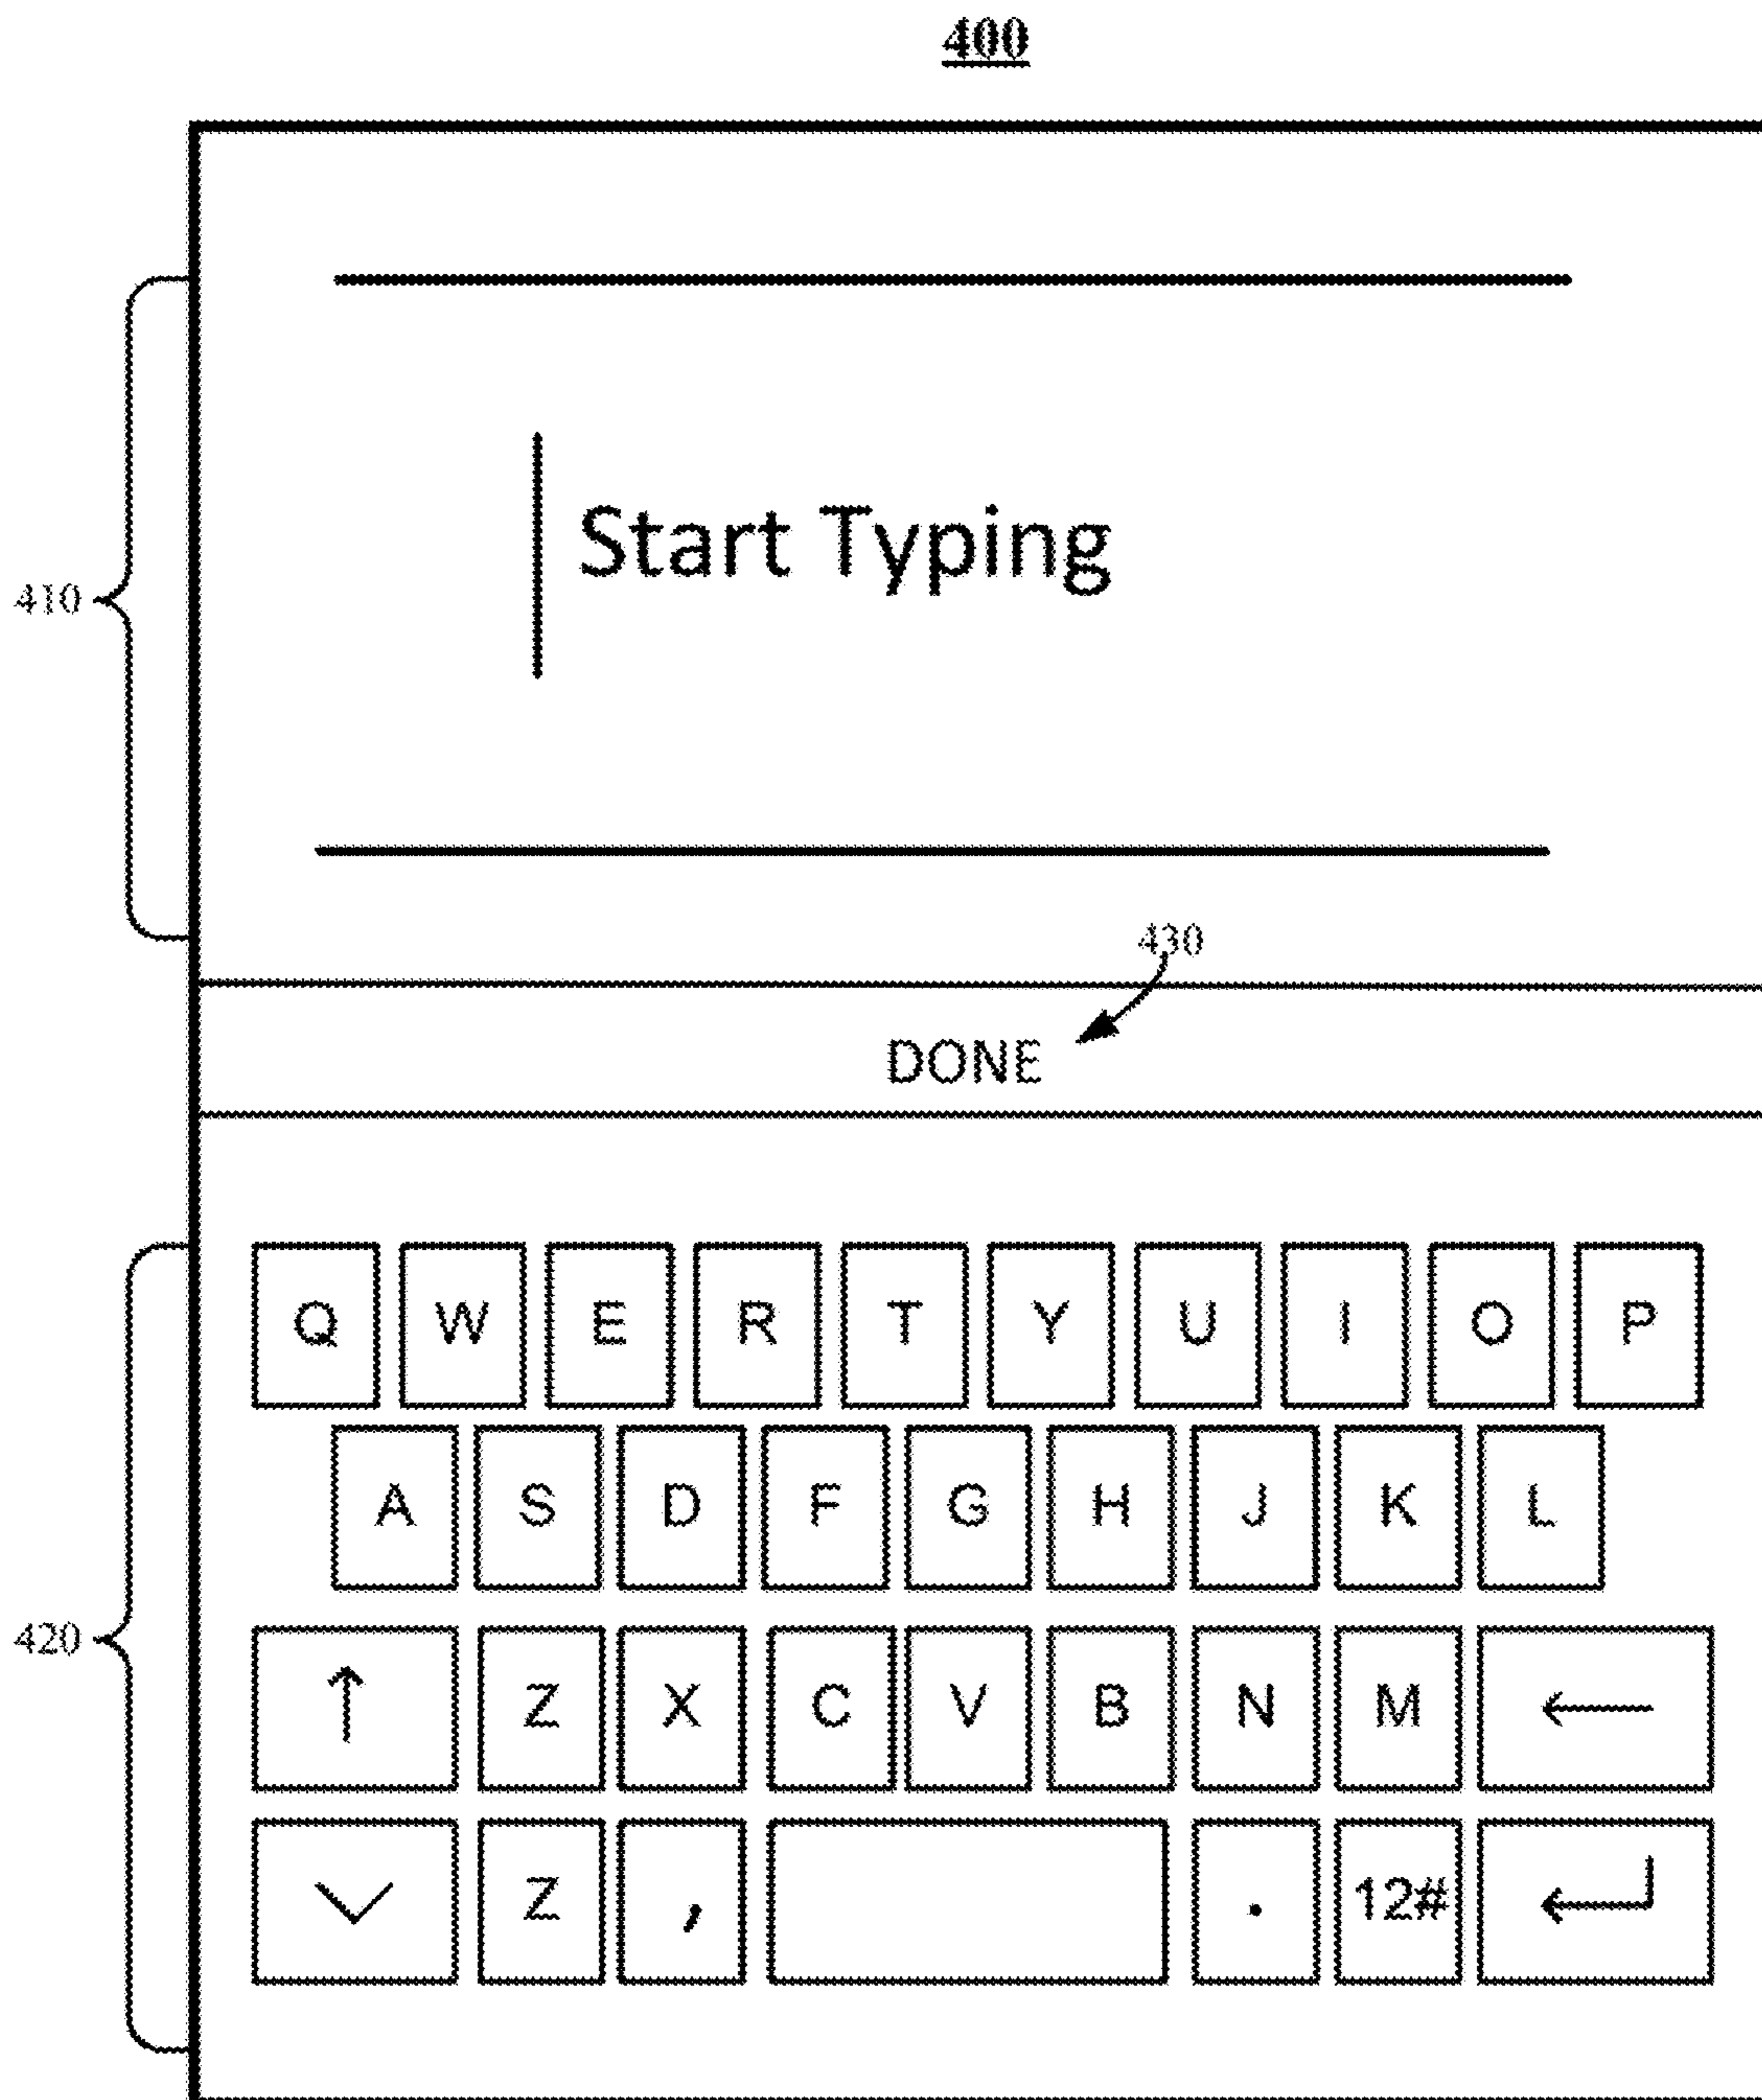 400
410
Start Typing
430
DONE
420
Q W E R T Y U I O P
A S D F G H J K L
↑ Z X C V B N M ←
Z , . 12# ↵